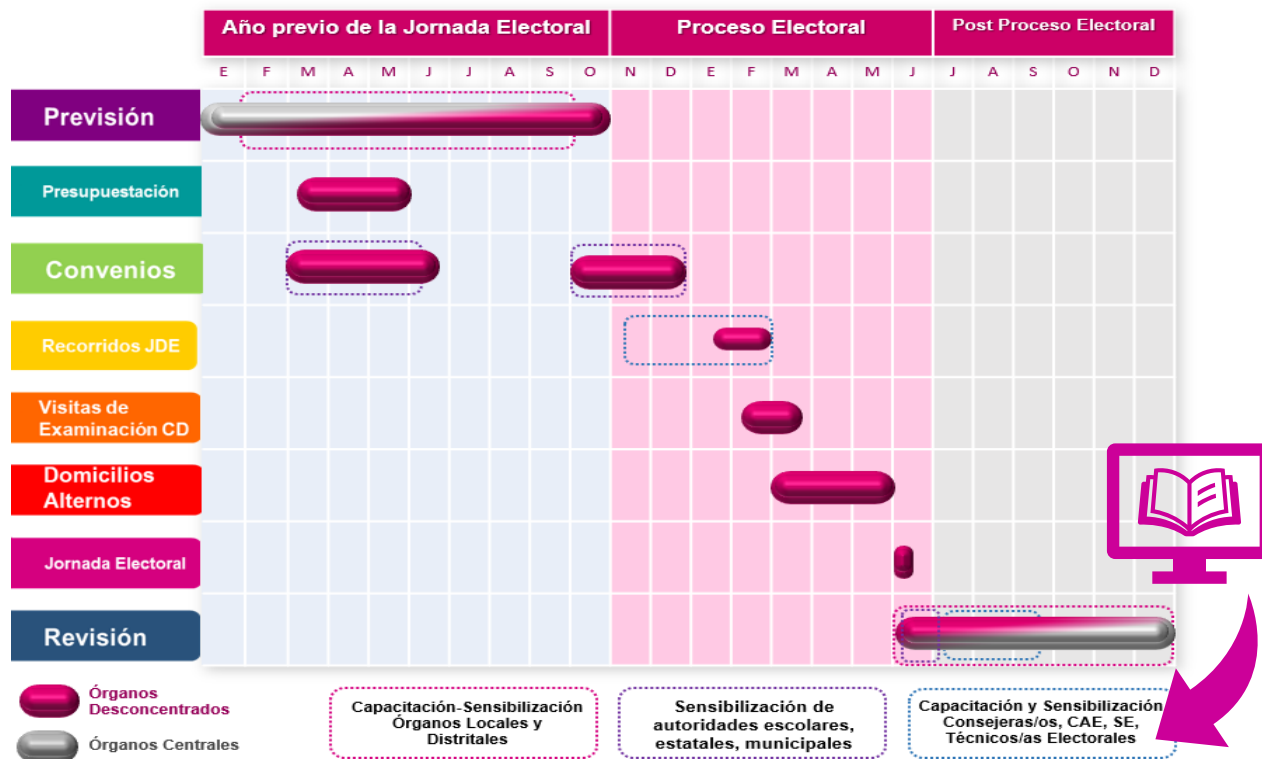 Año previo de la Jornada Electoral
Proceso Electoral
Post Proceso Electoral
E F M A M J J A S O N D E F M A M J J A S O N D
Previsión
Presupuestación
Convenios
Recorridos JDE
Visitas de
Examinación CD
Domicilios
Alternos
Jornada Electoral
Revisión
Órganos
Desconcentrados
Órganos Centrales
Capacitación-Sensibilización
Órganos Locales y
Distritales
Sensibilización de
autoridades escolares,
estatales, municipales
Capacitación y Sensibilización
Consejeras/os, CAE, SE,
Técnicos/as Electorales